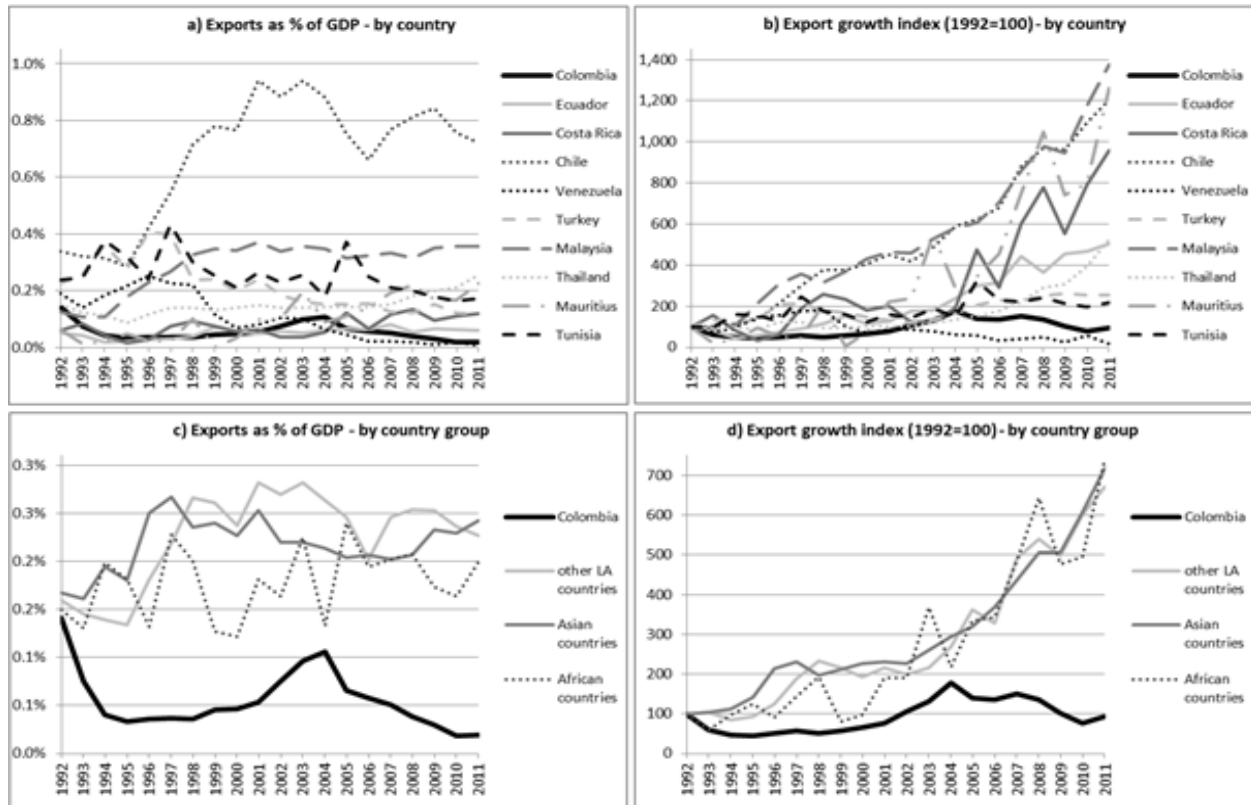 a) Exports as % of GDP - by country
1.0%
0.8%
0.6%
0.4%
0.2%
0.0%
1992
1993
1994
1995
1996
1997
1998
1999
2000
2001
2002
2003
2004
2005
2006
2007
2008
2009
2010
2011
Colombia
Ecuador
Costa Rica
Chile
Venezuela
Turkey
Malaysia
Thailand
Mauritius
Tunisia
b) Export growth index (1992=100) - by country
1,400
1,200
1,000
800
600
400
200
0
1992
1993
1994
1995
1996
1997
1998
1999
2000
2001
2002
2003
2004
2005
2006
2007
2008
2009
2010
2011
Colombia
Ecuador
Costa Rica
Chile
Venezuela
Turkey
Malaysia
Thailand
Mauritius
Tunisia
c) Exports as % of GDP - by country group
0.3%
0.3%
0.2%
0.2%
0.1%
0.1%
0.0%
1992
1993
1994
1995
1996
1997
1998
1999
2000
2001
2002
2003
2004
2005
2006
2007
2008
2009
2010
2011
Colombia
other LA
countries
Asian
countries
African
countries
d) Export growth index (1992=100) - by country group
700
600
500
400
300
200
100
0
1992
1993
1994
1995
1996
1997
1998
1999
2000
2001
2002
2003
2004
2005
2006
2007
2008
2009
2010
2011
Colombia
other LA
countries
Asian
countries
African
countries